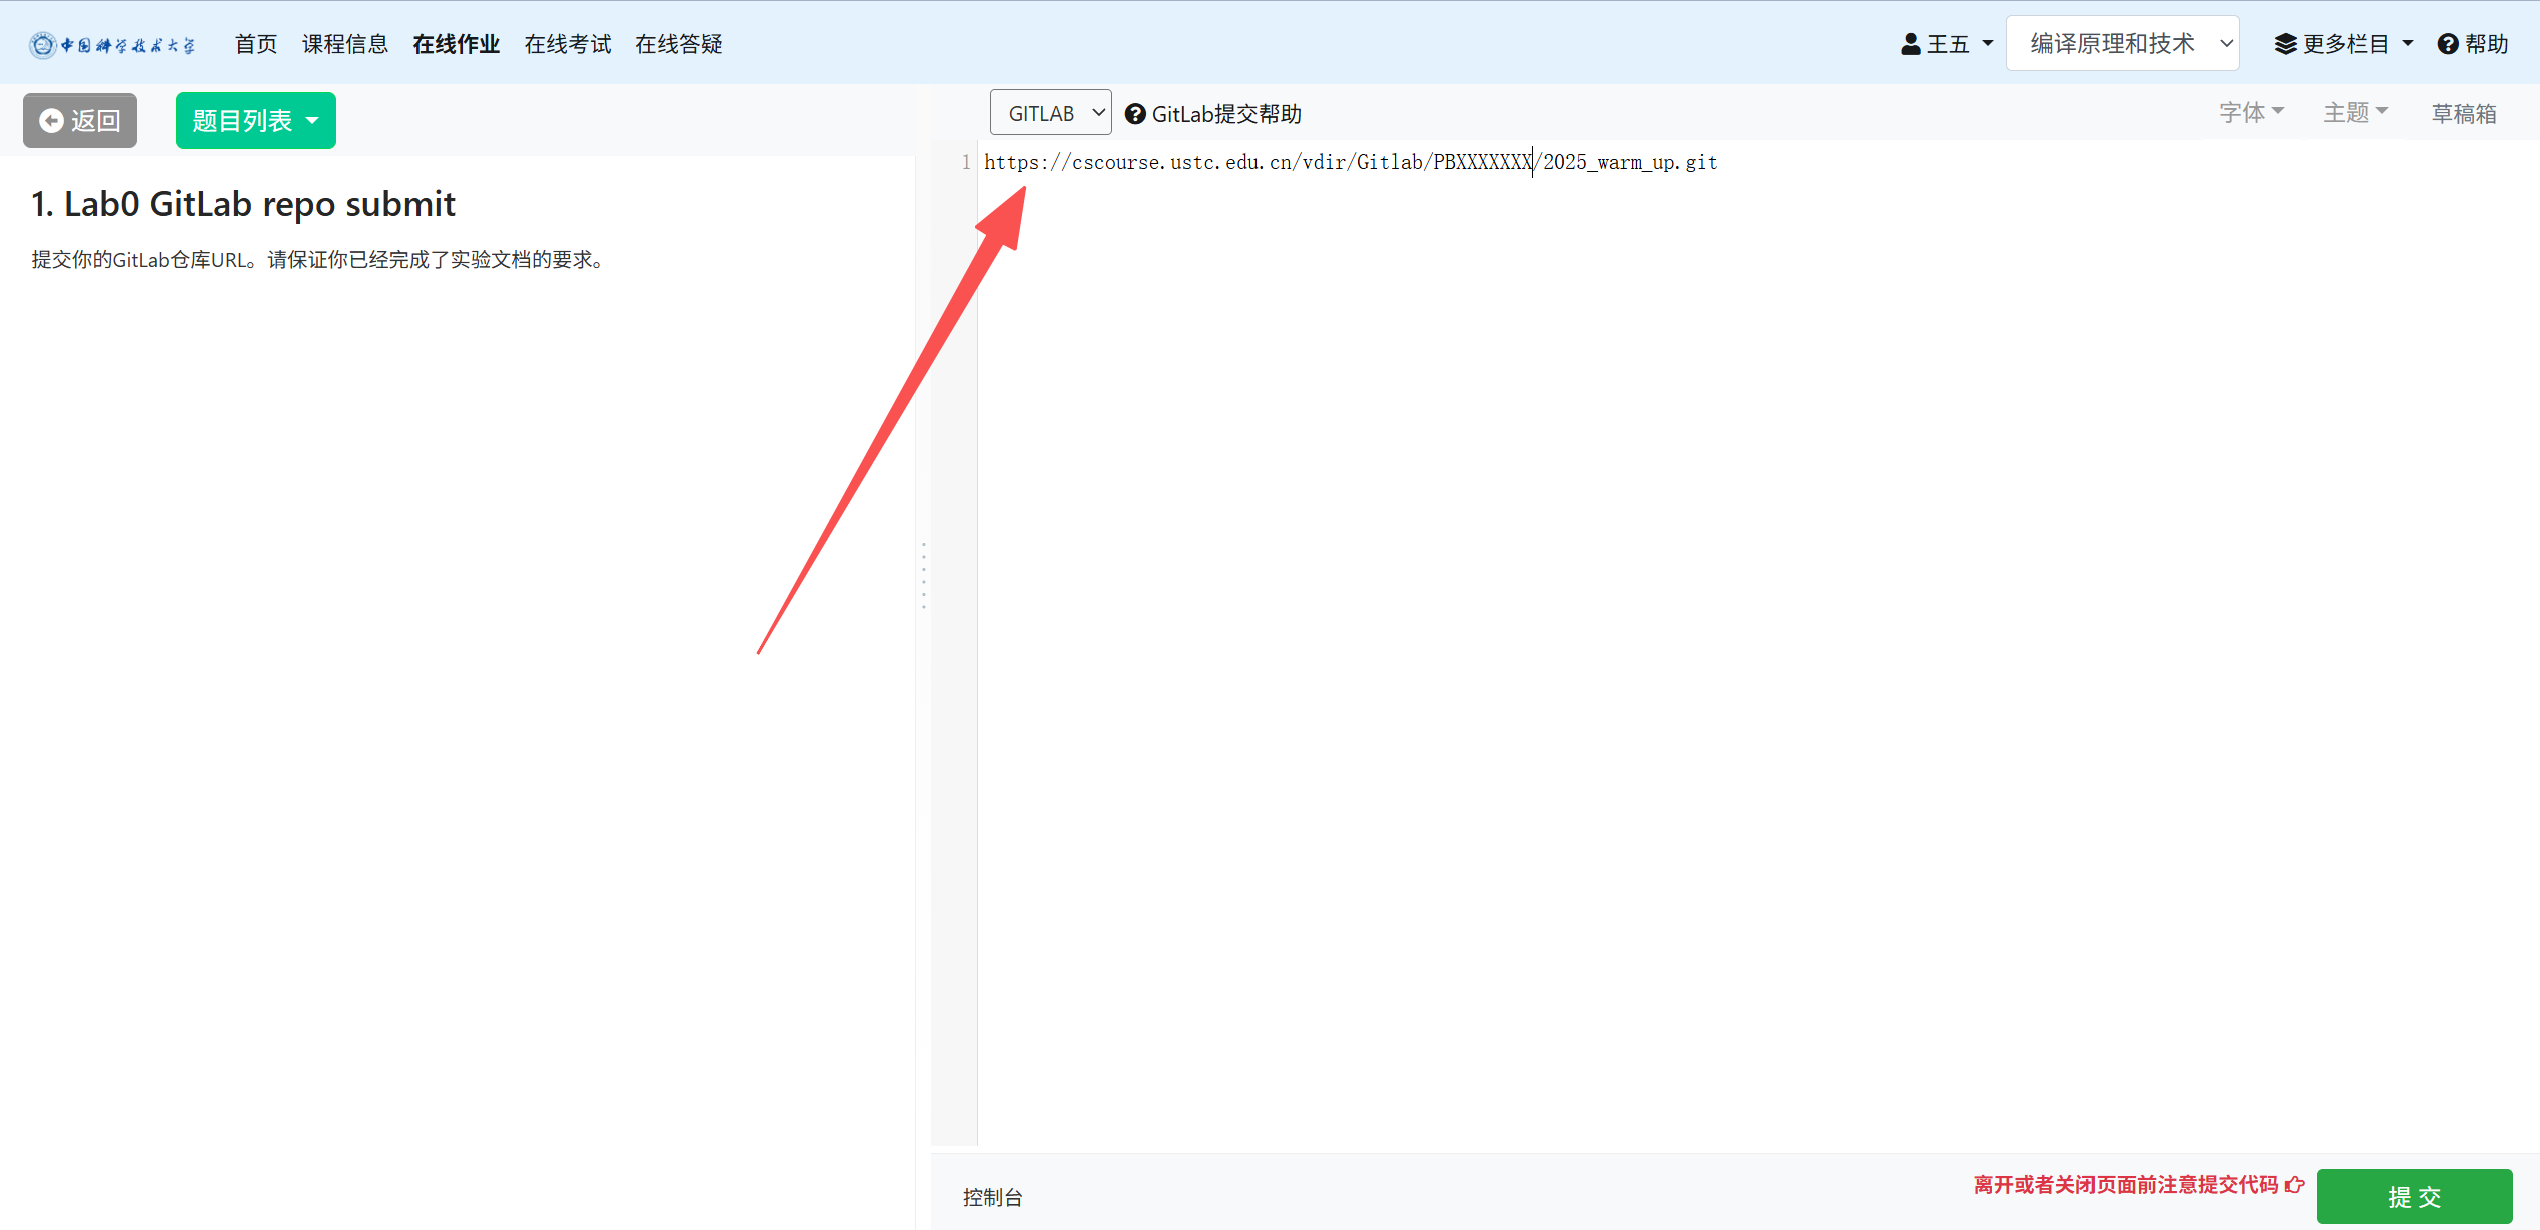 中国科学技术大学 首页 课程信息 在线作业 在线考试 在线答疑 王五 编译原理和技术 更多栏目 帮助
返回 题目列表 GITLAB GitLab提交帮助 字体 主题 草稿箱
1 https://cscourse.ustc.edu.cn/vdir/Gitlab/PBXXXXXXX/2025_warm_up.git
1. Lab0 GitLab repo submit
提交你的GitLab仓库URL。请保证你已经完成了实验文档的要求。
控制台 离开或者关闭页面前注意提交代码 提 交